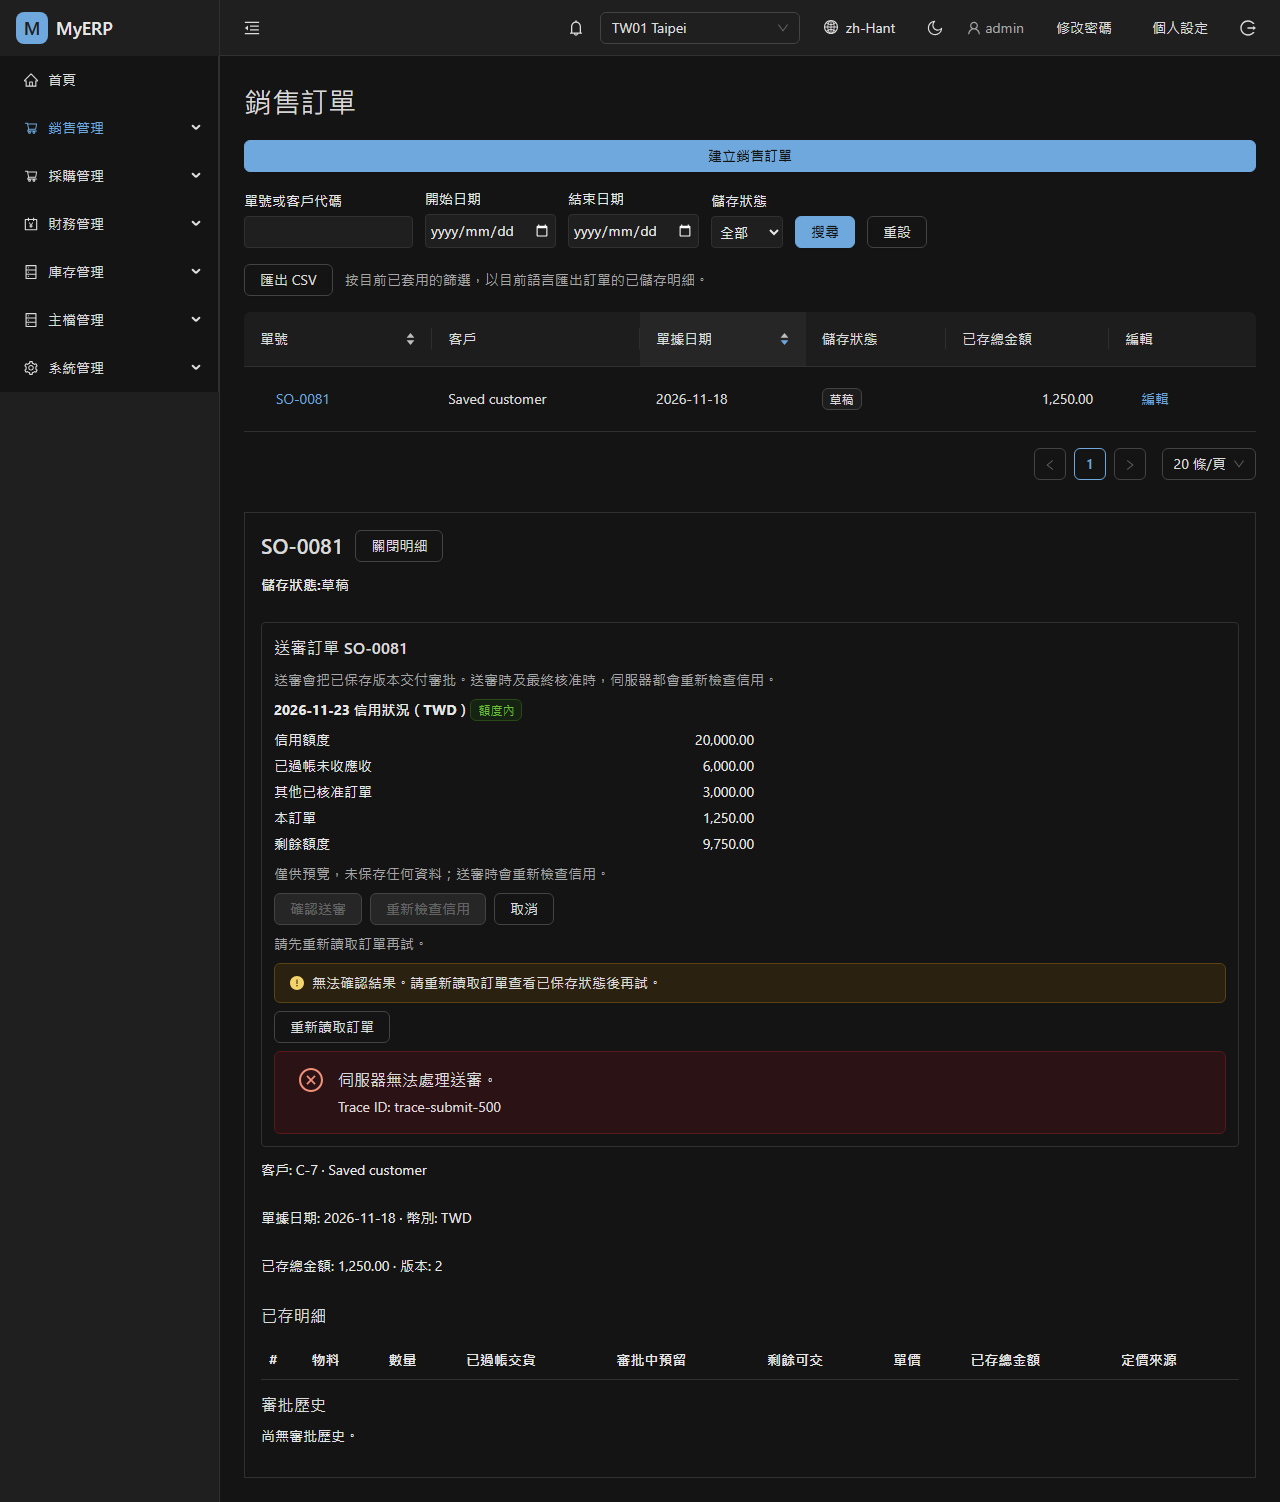 M MyERP
TW01 Taipei
zh-Hant
admin
修改密碼
個人設定
首頁
銷售管理
採購管理
財務管理
庫存管理
主檔管理
系統管理
銷售訂單
建立銷售訂單
單號或客戶代碼
開始日期
結束日期
儲存狀態
yyyy/mm/dd
yyyy/mm/dd
全部
搜尋
重設
匯出 CSV
按目前已套用的篩選，以目前語言匯出訂單的已儲存明細。
單號 客戶 單據日期 儲存狀態 已存總金額 編輯
SO-0081 Saved customer 2026-11-18 草稿 1,250.00 編輯
1
20 條/頁
SO-0081 關閉明細
儲存狀態:草稿
送審訂單 SO-0081
送審會把已保存版本交付審批。送審時及最終核准時，伺服器都會重新檢查信用。
2026-11-23 信用狀況 ( TWD ) 額度內
信用額度 20,000.00
已過帳未收應收 6,000.00
其他已核准訂單 3,000.00
本訂單 1,250.00
剩餘額度 9,750.00
僅供預覽，未保存任何資料；送審時會重新檢查信用。
確認送審 重新檢查信用 取消
請先重新讀取訂單再試。
無法確認結果。請重新讀取訂單查看已保存狀態後再試。
重新讀取訂單
伺服器無法處理送審。
Trace ID: trace-submit-500
客戶: C-7 · Saved customer
單據日期: 2026-11-18 · 幣別: TWD
已存總金額: 1,250.00 · 版本: 2
已存明細
# 物料 數量 已過帳交貨 審批中預留 剩餘可交 單價 已存總金額 定價來源
審批歷史
尚無審批歷史。